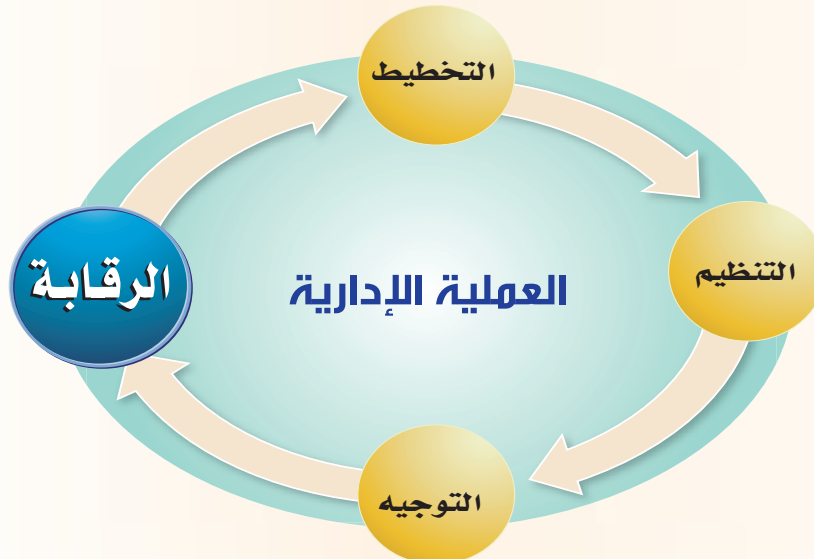 التخطيط
التنظيم
العملية الإدارية
الرقابة
التوجيه